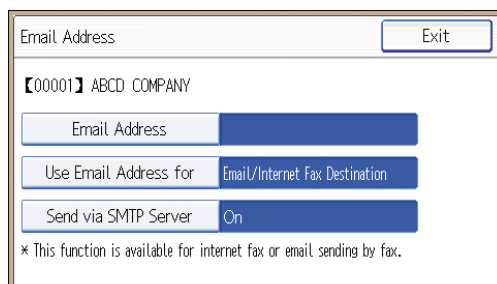 Email Address Exit
【00001】 ABCD COMPANY
Email Address
Use Email Address for Email/Internet Fax Destination
Send via SMTP Server On
* This function is available for internet fax or email sending by fax.